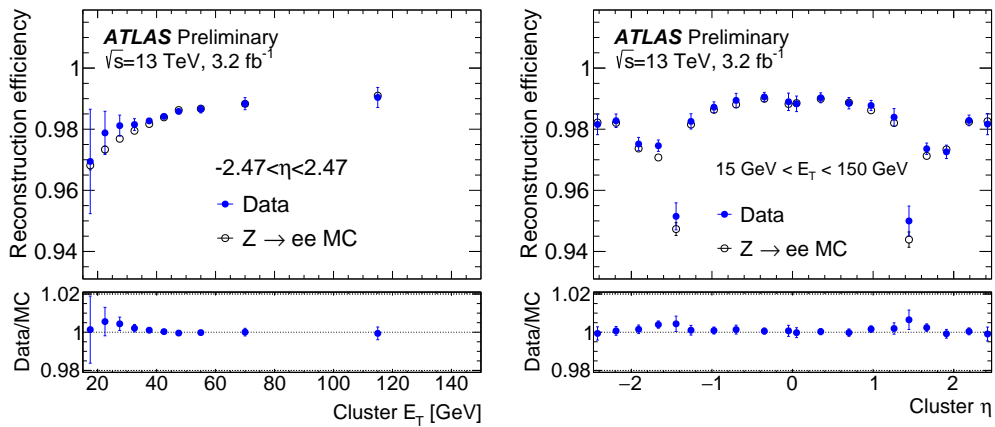 Reconstruction efficiency
1
0.98
0.96
0.94
ATLAS Preliminary
√s=13 TeV, 3.2 fb⁻¹
-2.47<η<2.47
Data
Z → ee MC
Data/MC
1.02
1
0.98
20 40 60 80 100 120 140
Cluster E_T [GeV]
Reconstruction efficiency
1
0.98
0.96
0.94
ATLAS Preliminary
√s=13 TeV, 3.2 fb⁻¹
15 GeV < E_T < 150 GeV
Data
Z → ee MC
Data/MC
1.02
1
0.98
−2 −1 0 1 2
Cluster η